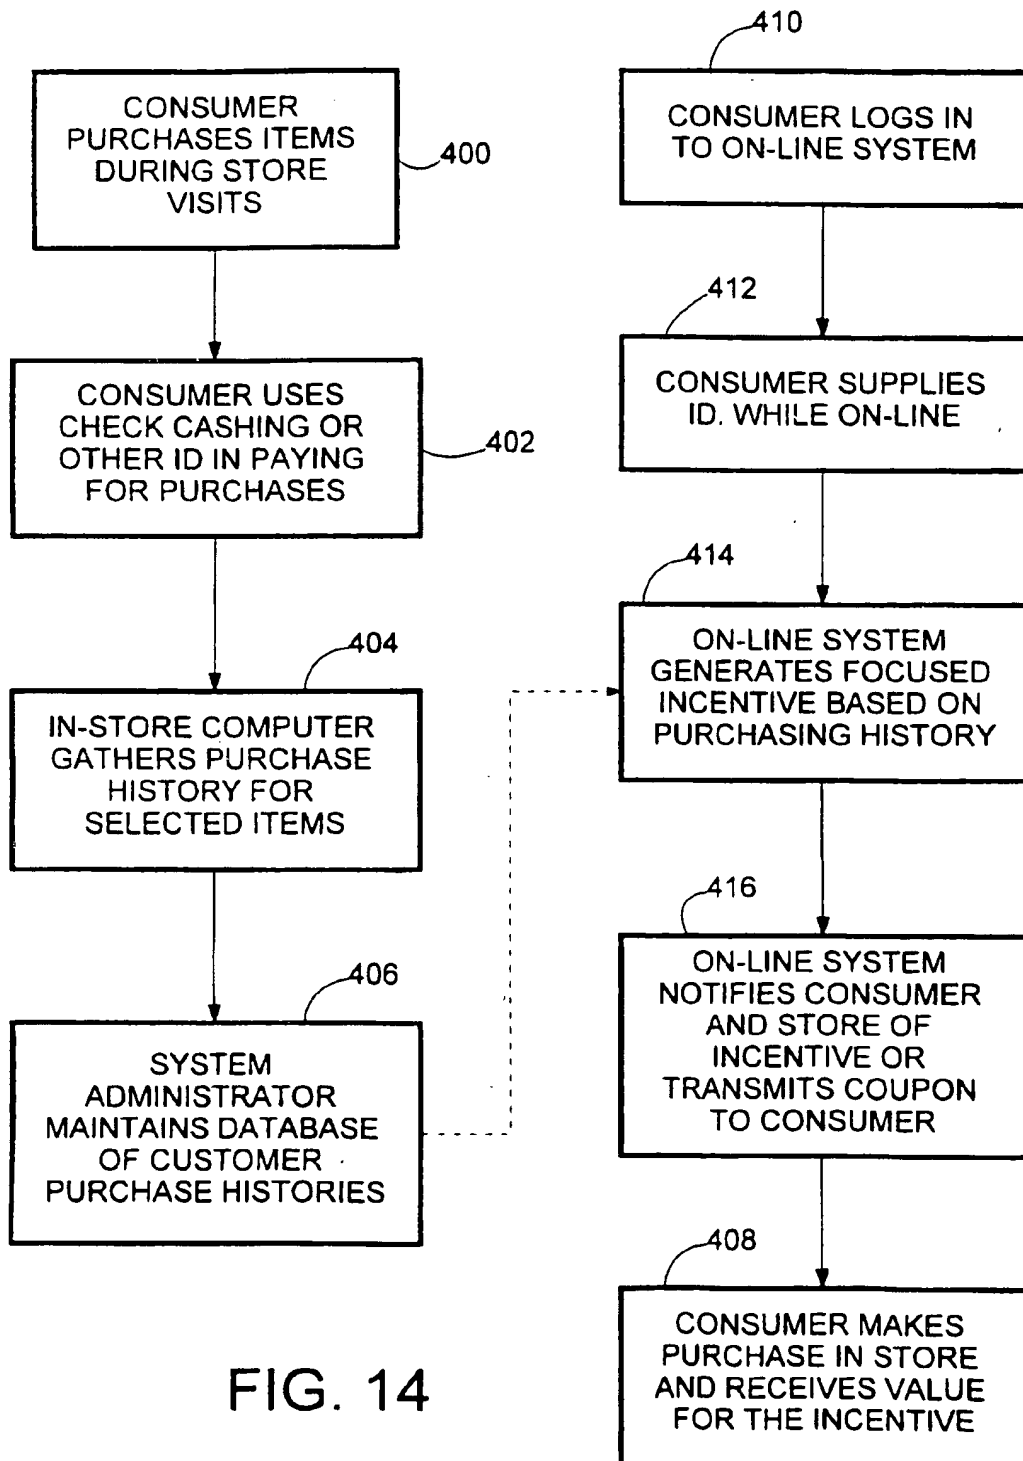 CONSUMER
PURCHASES ITEMS
DURING STORE
VISITS
400
CONSUMER USES
CHECK CASHING OR
OTHER ID IN PAYING
FOR PURCHASES
402
404
IN-STORE COMPUTER
GATHERS PURCHASE
HISTORY FOR
SELECTED ITEMS
406
SYSTEM
ADMINISTRATOR
MAINTAINS DATABASE
OF CUSTOMER
PURCHASE HISTORIES
410
CONSUMER LOGS IN
TO ON-LINE SYSTEM
412
CONSUMER SUPPLIES
ID. WHILE ON-LINE
414
ON-LINE SYSTEM
GENERATES FOCUSED
INCENTIVE BASED ON
PURCHASING HISTORY
416
ON-LINE SYSTEM
NOTIFIES CONSUMER
AND STORE OF
INCENTIVE OR
TRANSMITS COUPON
TO CONSUMER
408
CONSUMER MAKES
PURCHASE IN STORE
AND RECEIVES VALUE
FOR THE INCENTIVE
FIG. 14